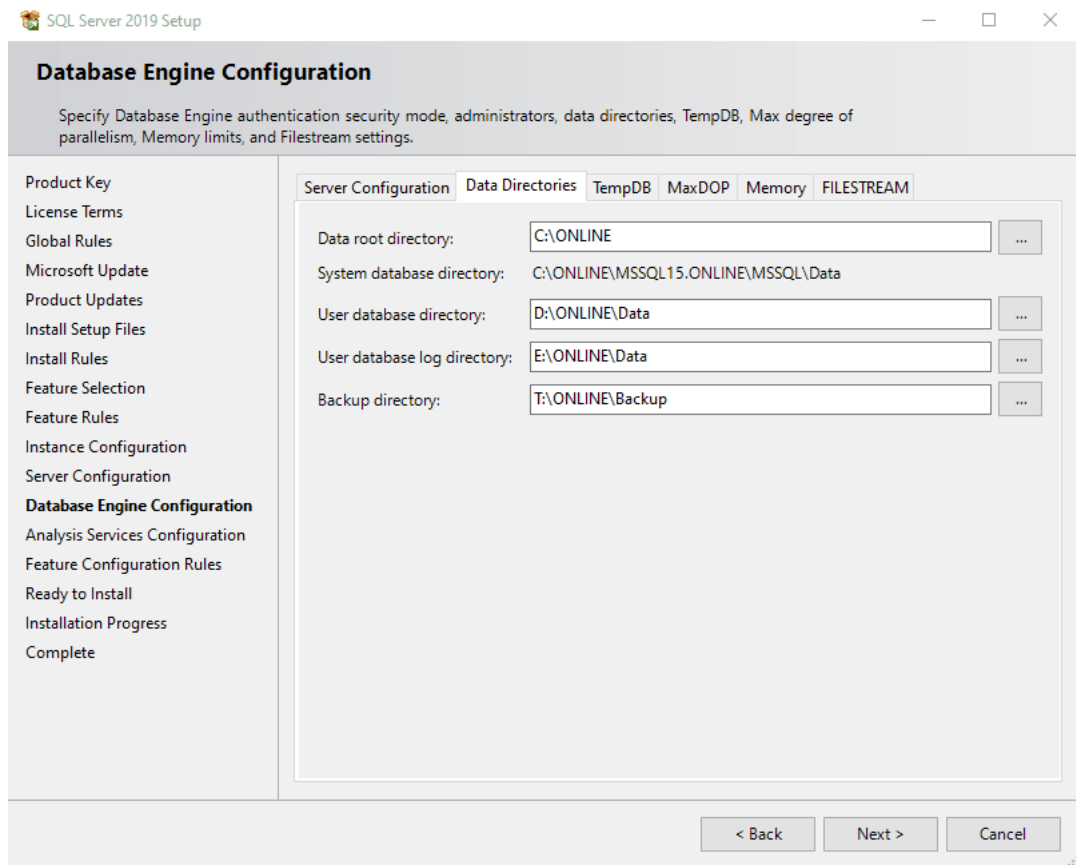 SQL Server 2019 Setup
Database Engine Configuration
Specify Database Engine authentication security mode, administrators, data directories, TempDB, Max degree of
parallelism, Memory limits, and Filestream settings.
Product Key
License Terms
Global Rules
Microsoft Update
Product Updates
Install Setup Files
Install Rules
Feature Selection
Feature Rules
Instance Configuration
Server Configuration
Database Engine Configuration
Analysis Services Configuration
Feature Configuration Rules
Ready to Install
Installation Progress
Complete
Server Configuration Data Directories TempDB MaxDOP Memory FILESTREAM
Data root directory: C:\ONLINE ...
System database directory: C:\ONLINE\MSSQL15.ONLINE\MSSQL\Data
User database directory: D:\ONLINE\Data ...
User database log directory: E:\ONLINE\Data ...
Backup directory: T:\ONLINE\Backup ...
< Back Next > Cancel